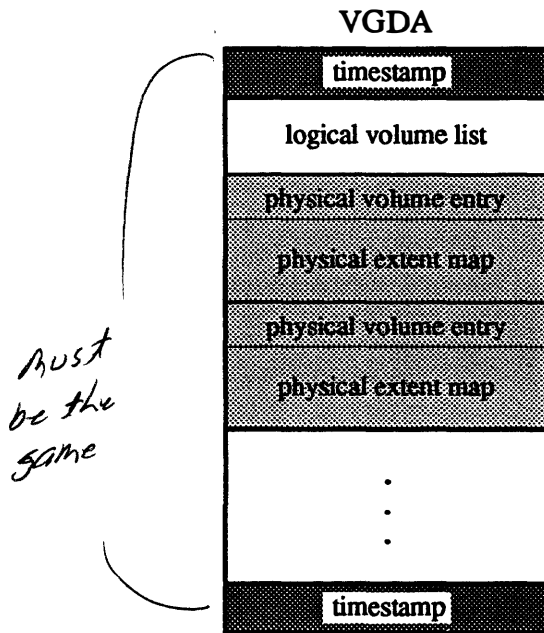 VGDA
timestamp
logical volume list
physical volume entry
physical extent map
physical volume entry
physical extent map
must
be the
same
.
.
.
timestamp